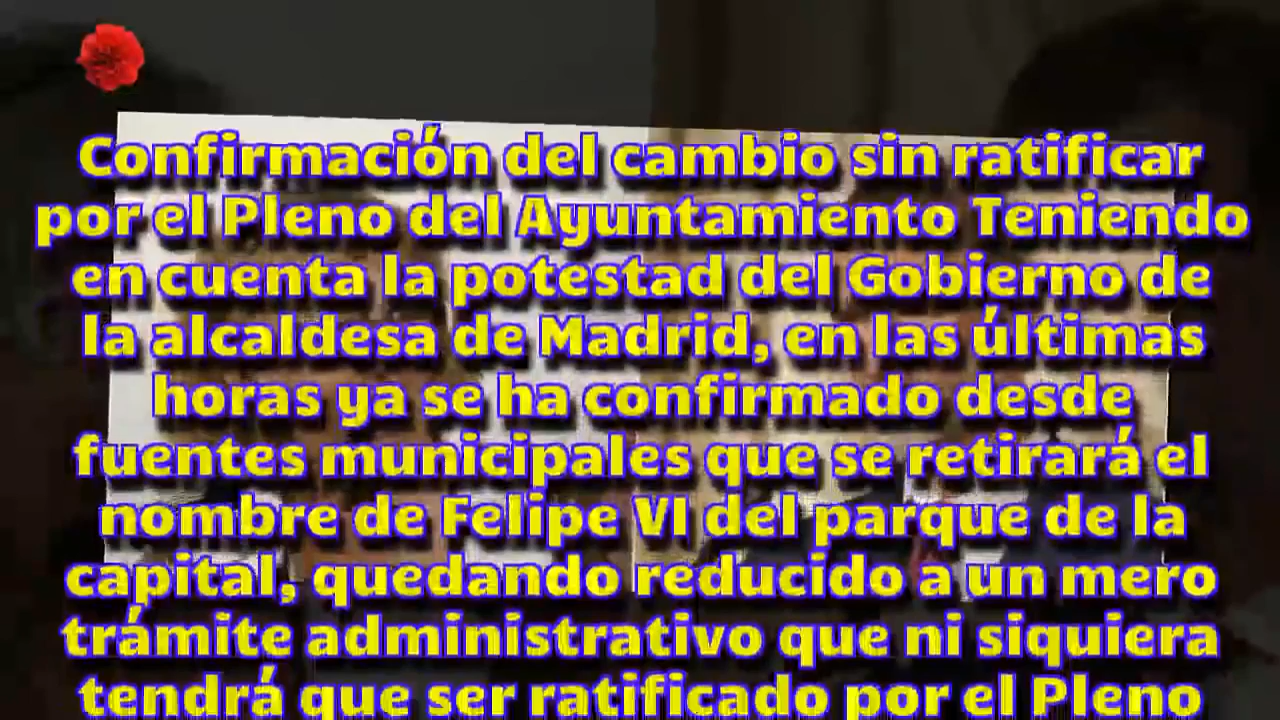 Confirmación del cambio sin ratificar
por el Pleno del Ayuntamiento Teniendo
en cuenta la potestad del Gobierno de
la alcaldesa de Madrid, en las últimas
horas ya se ha confirmado desde
fuentes municipales que se retirará el
nombre de Felipe VI del parque de la
capital, quedando reducido a un mero
trámite administrativo que ni siquiera
tendrá que ser ratificado por el Pleno